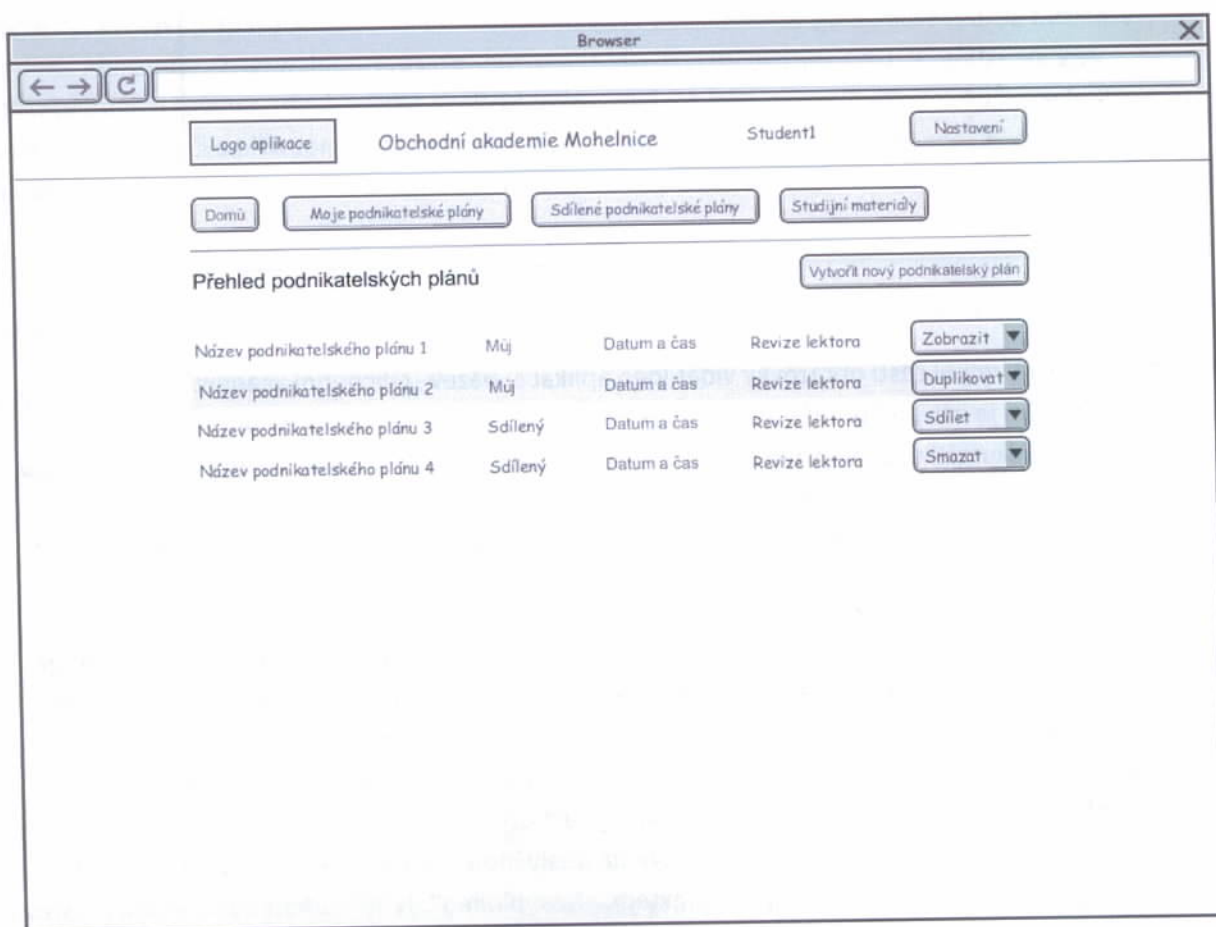 Browser
Logo aplikace Obchodní akademie Mohelnice Student1 Nastavení
Domů Moje podnikatelské plány Sdílené podnikatelské plány Studijní materiály
Přehled podnikatelských plánů Vytvořit nový podnikatelský plán
Název podnikatelského plánu 1 Můj Datum a čas Revize lektora Zobrazit
Název podnikatelského plánu 2 Můj Datum a čas Revize lektora Duplikovat
Název podnikatelského plánu 3 Sdílený Datum a čas Revize lektora Sdílet
Název podnikatelského plánu 4 Sdílený Datum a čas Revize lektora Smazat